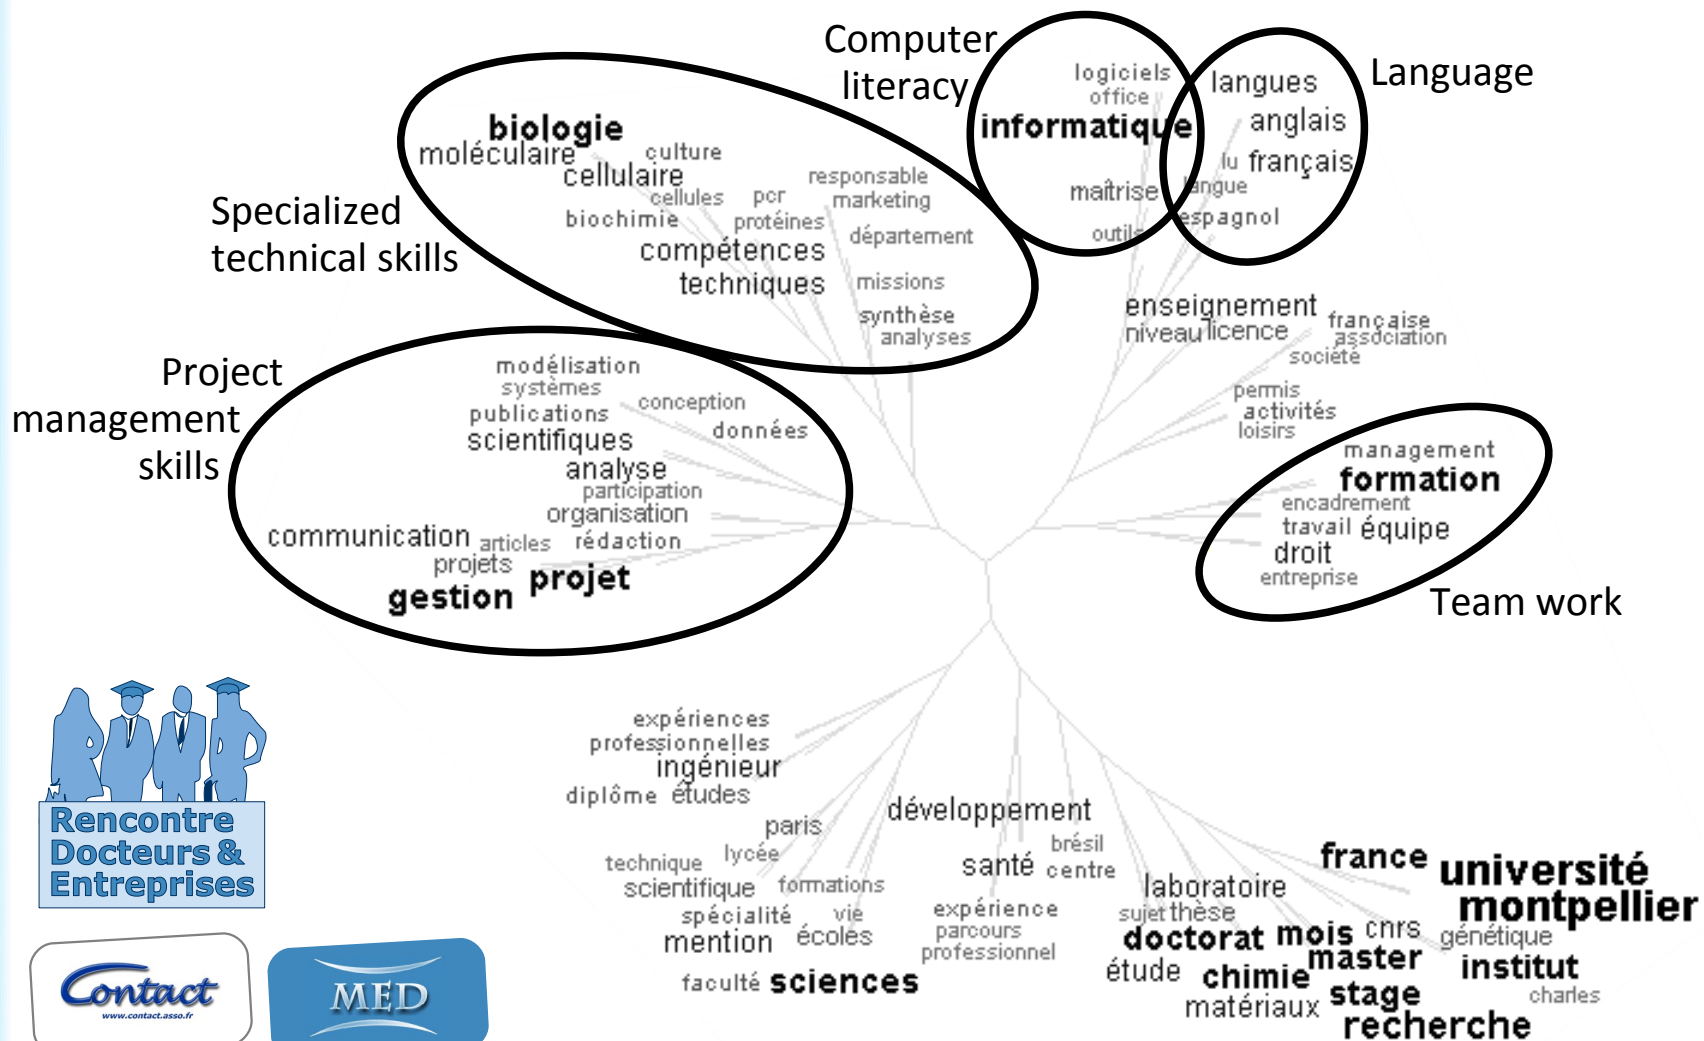 Computer
literacy
logiciels
office
informatique
maîtrise
outils
Language
langues
anglais
lu français
langue
espagnol
Specialized
technical skills
biologie
moléculaire
culture
cellulaire
cellules
pcr
biochimie
protéines
compétences
techniques
responsable
marketing
département
missions
synthèse
analyses
enseignement
niveau licence
française
association
société
permis
activités
loisirs
Project
management
skills
modélisation
systèmes
conception
publications
données
scientifiques
analyse
participation
organisation
communication articles rédaction
projets
gestion projet
management
formation
encadrement
travail équipe
droit
entreprise
Team work
expériences
professionnelles
ingénieur
diplôme études
paris
technique lycée
scientifique formations
spécialité vie
mention écoles
faculté sciences
développement
brésil
santé centre
expérience
parcours
professionnel
laboratoire
sujet thèse
doctorat mois cnrs
étude chimie master
matériaux stage
recherche
france université
montpellier
génétique
institut
charles
Rencontre
Docteurs &
Entreprises
Contact
www.contact.asso.fr
MED